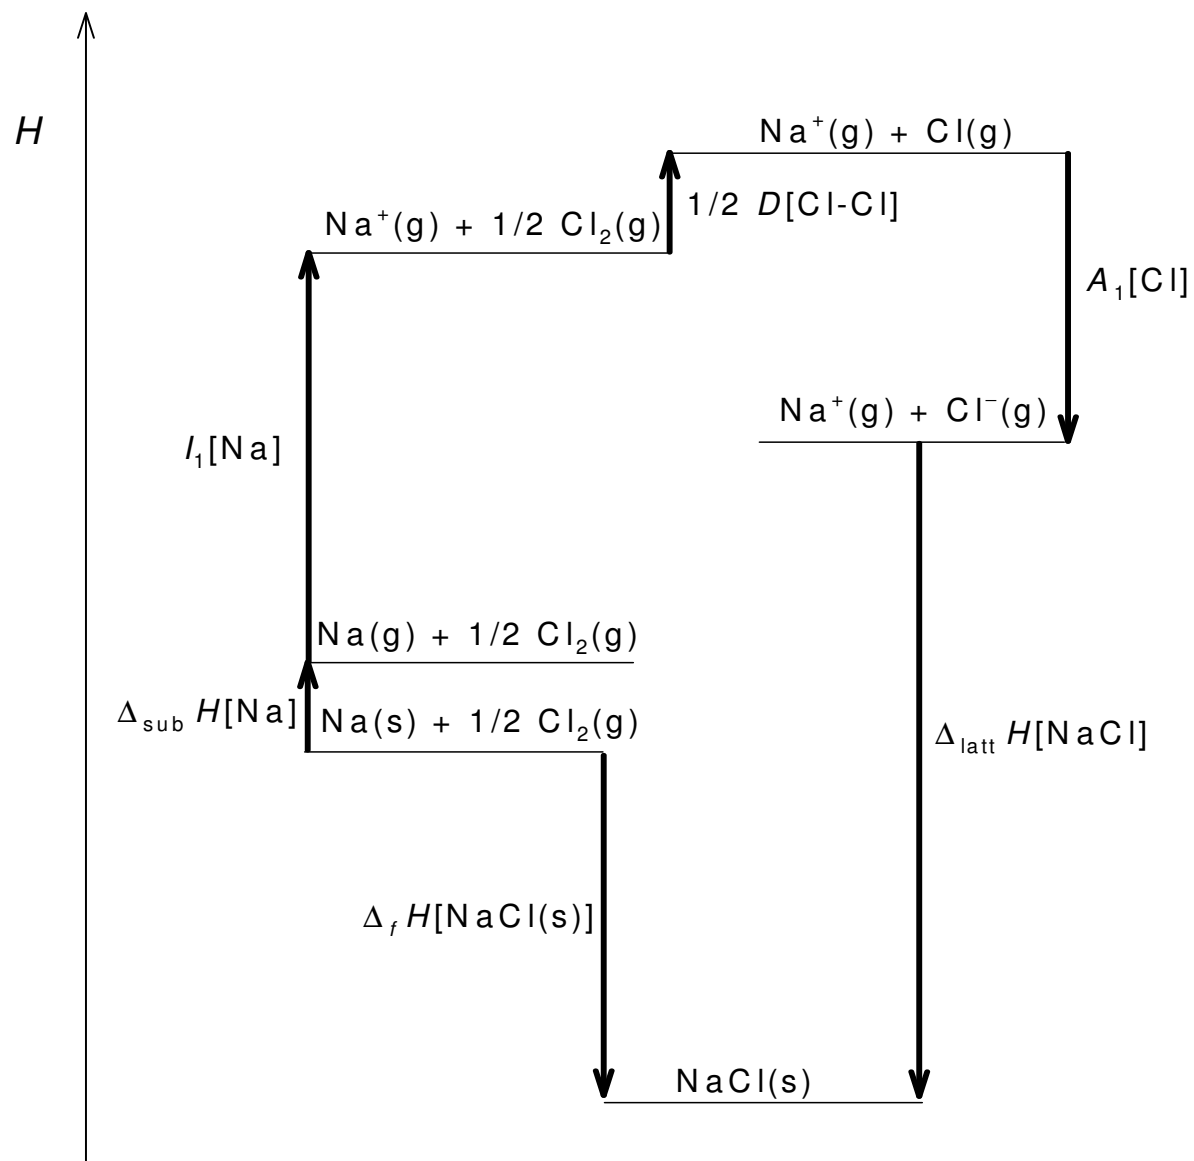 H
Na⁺(g) + Cl(g)
1/2 D[Cl-Cl]
Na⁺(g) + 1/2 Cl₂(g)
A₁[Cl]
Na⁺(g) + Cl⁻(g)
I₁[Na]
Na(g) + 1/2 Cl₂(g)
Δsub H[Na]
Na(s) + 1/2 Cl₂(g)
Δlatt H[NaCl]
Δf H[NaCl(s)]
NaCl(s)